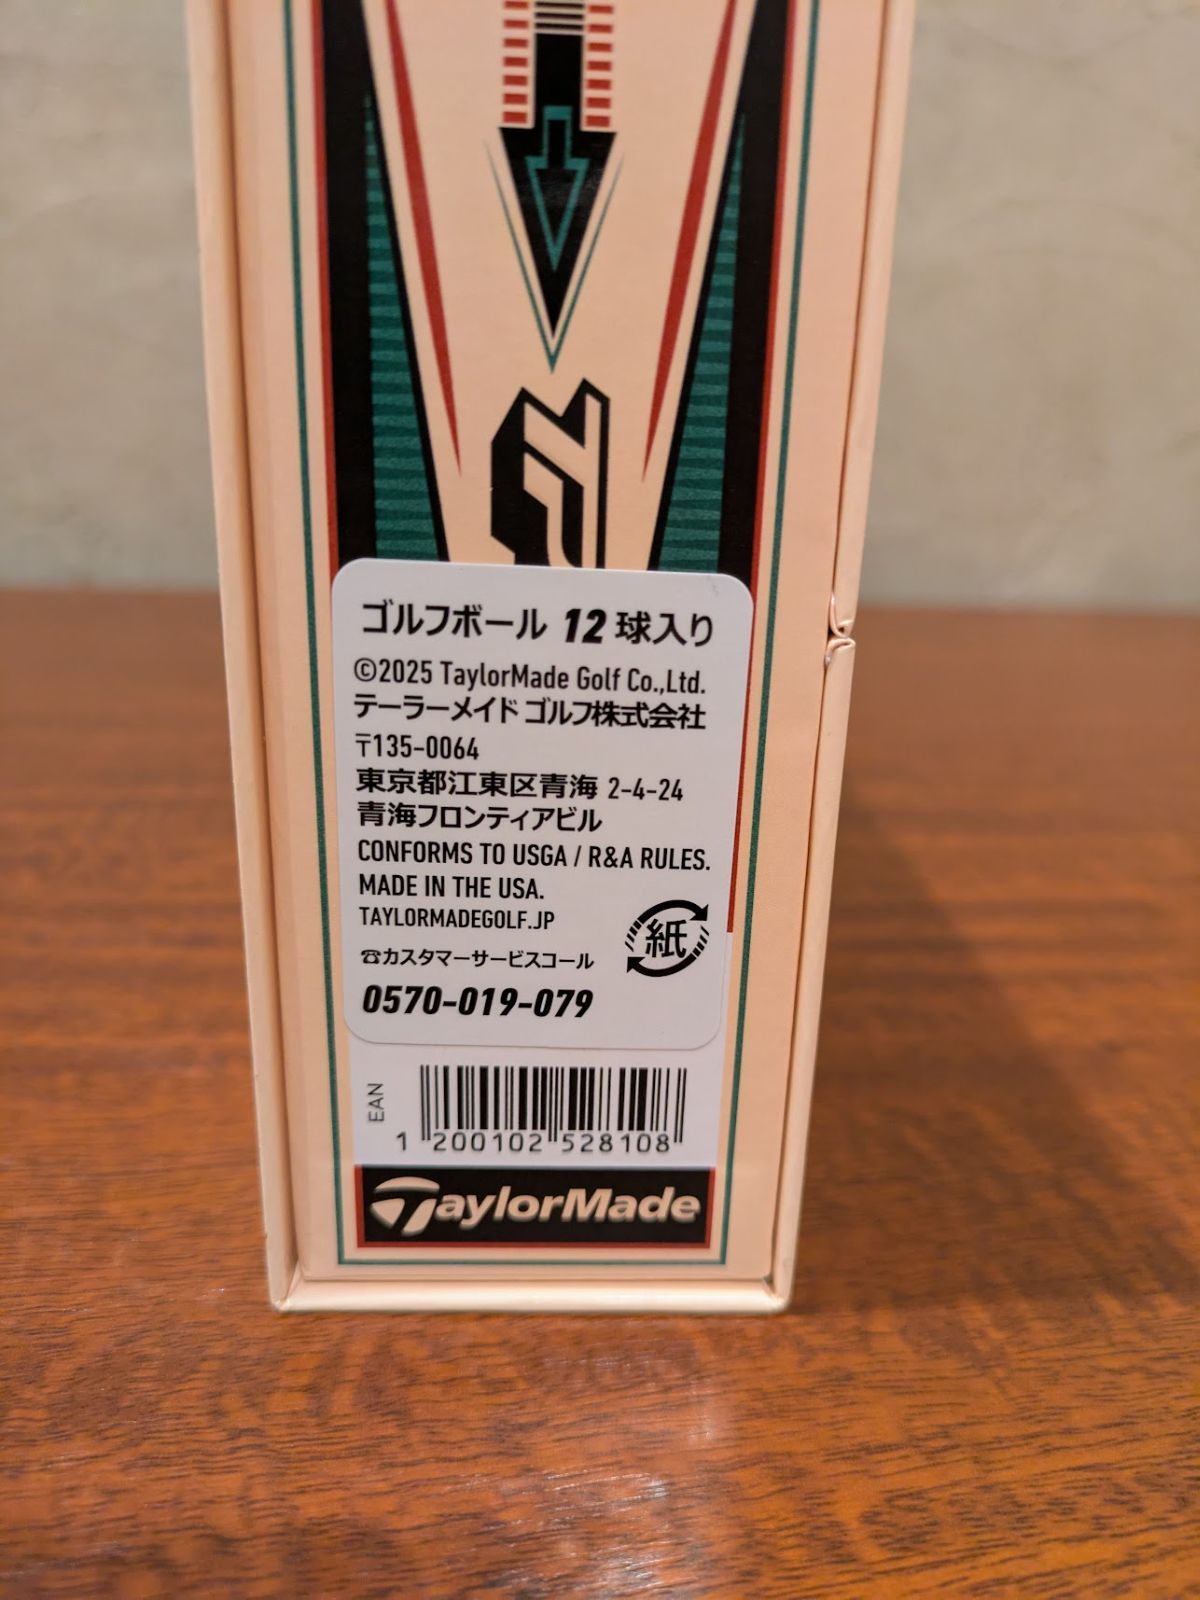 ゴルフボール 12 球入り
©2025 TaylorMade Golf Co.,Ltd.
テーラーメイド ゴルフ株式会社
〒135-0064
東京都江東区青海 2-4-24
青海フロンティアビル
CONFORMS TO USGA / R&A RULES.
MADE IN THE USA.
TAYLORMADEGOLF.JP
紙
☎カスタマーサービスコール
0570-019-079
EAN
1 200102 528108
TaylorMade